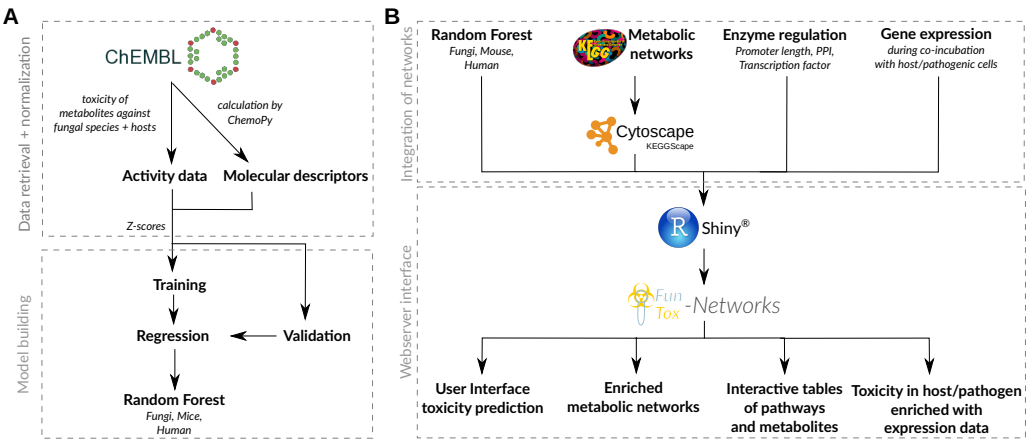 A
Data retrieval + normalization
ChEMBL
toxicity of
metabolites against
fungal species + hosts
calculation by
ChemoPy
Activity data
Molecular descriptors
Z-scores
Model building
Training
Regression
Validation
Random Forest
Fungi, Mice,
Human
B
Integration of networks
Random Forest
Fungi, Mouse,
Human
KEGG
Metabolic
networks
Enzyme regulation
Promoter length, PPI,
Transcription factor
Gene expression
during co-incubation
with host/pathogenic cells
Cytoscape
KEGGScape
Webserver interface
R
Shiny®
Fun
Tox
-Networks
User Interface
toxicity prediction
Enriched
metabolic networks
Interactive tables
of pathways
and metabolites
Toxicity in host/pathogen
enriched with
expression data